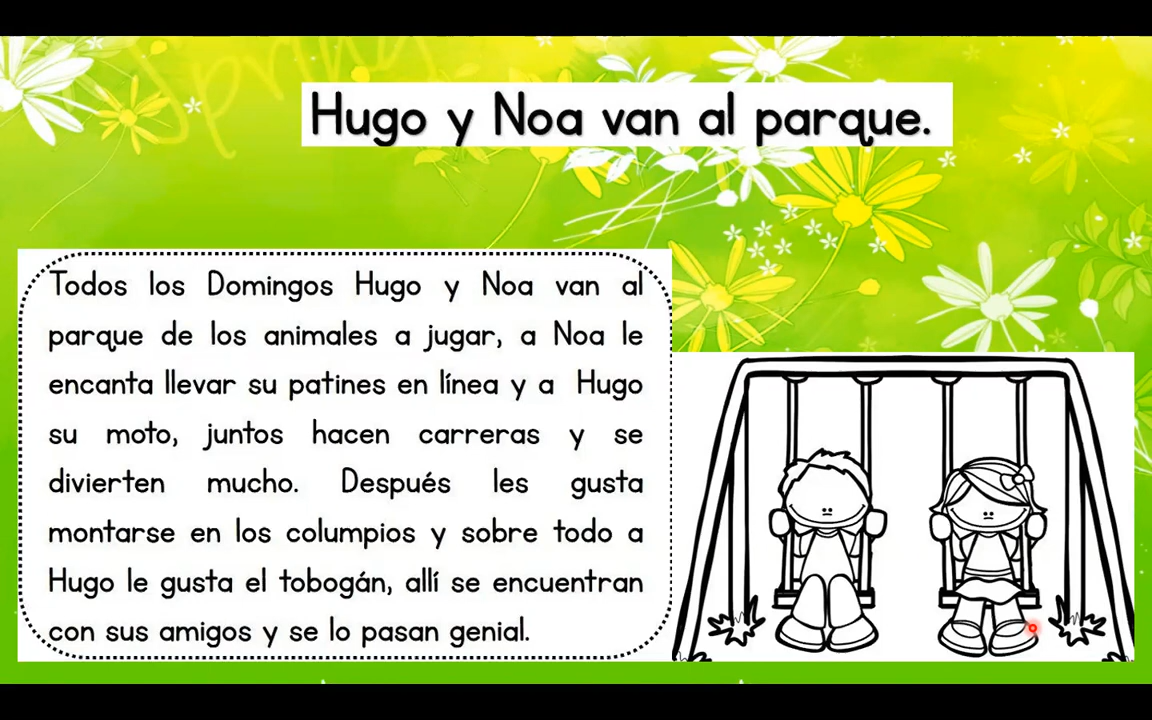 Spring
Hugo y Noa van al parque.
Todos los Domingos Hugo y Noa van al
parque de los animales a jugar, a Noa le
encanta llevar su patines en línea y a Hugo
su moto, juntos hacen carreras y se
divierten mucho. Después les gusta
montarse en los columpios y sobre todo a
Hugo le gusta el tobogán, allí se encuentran
con sus amigos y se lo pasan genial.